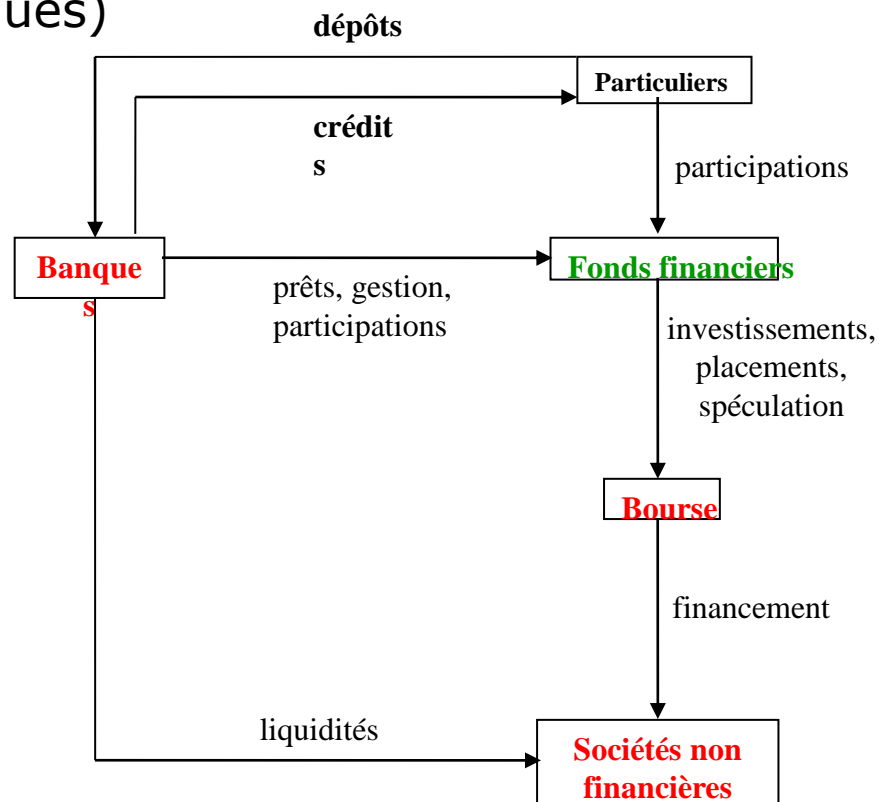 ues)
dépôts
Particuliers
crédit
s
participations
Banque
s
Fonds financiers
prêts, gestion,
participations
investissements,
placements,
spéculation
Bourse
financement
liquidités
Sociétés non
financières